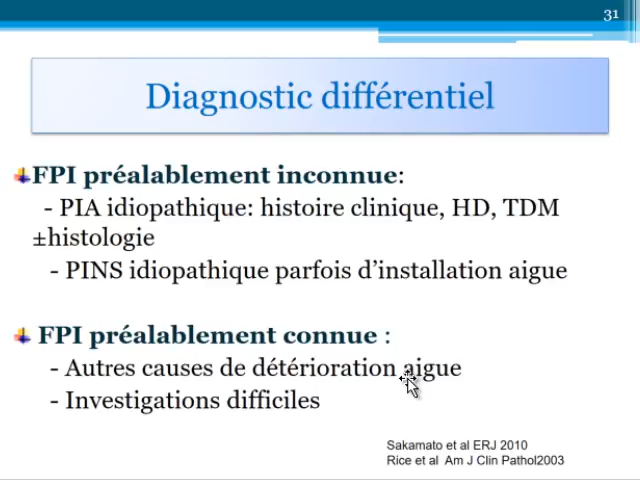 31
Diagnostic différentiel
FPI préalablement inconnue:
- PIA idiopathique: histoire clinique, HD, TDM
±histologie
- PINS idiopathique parfois d’installation aigue
FPI préalablement connue :
- Autres causes de détérioration aigue
- Investigations difficiles
Sakamato et al ERJ 2010
Rice et al Am J Clin Pathol2003